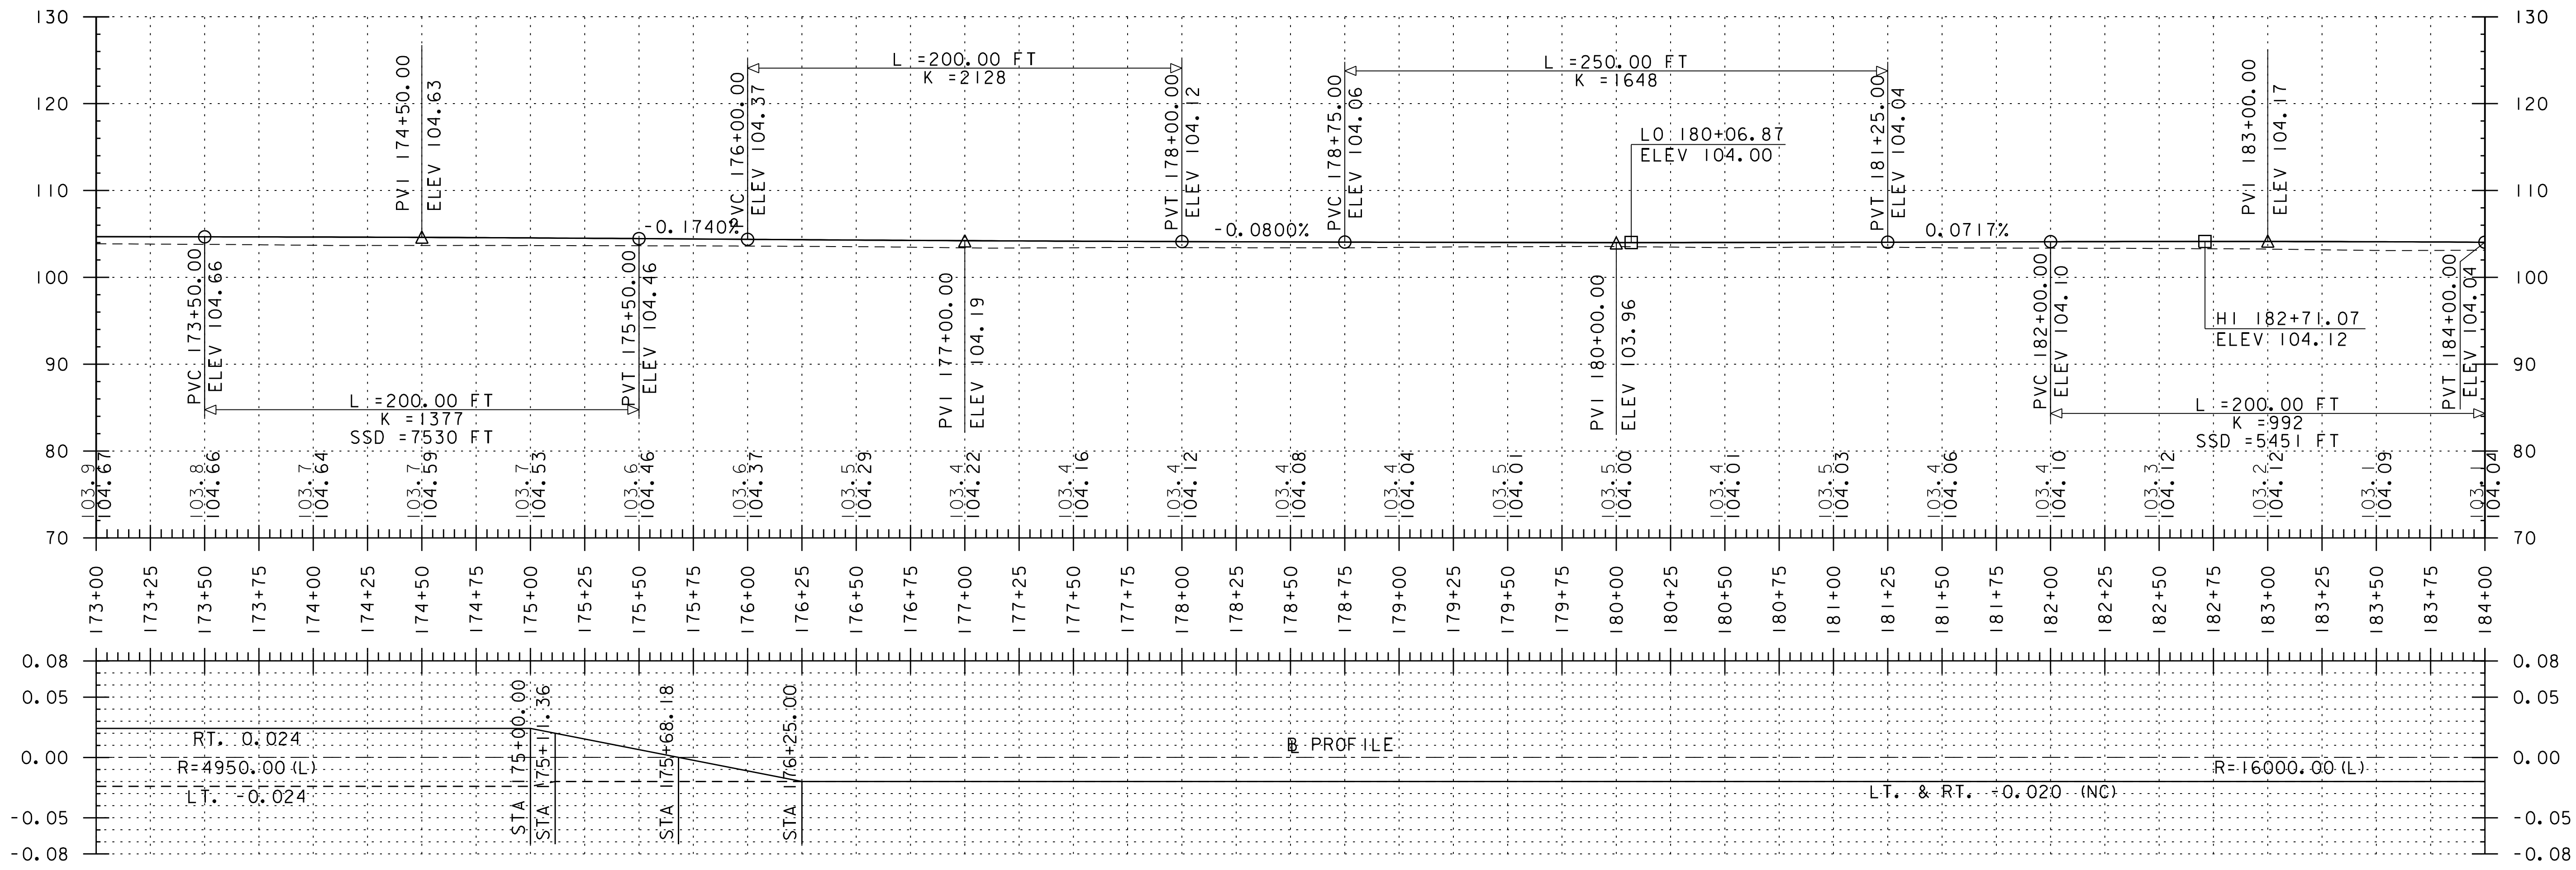 130
120
110
100
90
80
70
130
120
110
100
90
80
70
PVC 173+50.00
ELEV 104.66
PVI 174+50.00
ELEV 104.63
PVT 175+50.00
ELEV 104.46
L =200.00 FT
K =1377
SSD =7530 FT
-0.1740%
PVC 176+00.00
ELEV 104.37
L =200.00 FT
K =2128
PVI 177+00.00
ELEV 104.19
PVT 178+00.00
ELEV 104.12
-0.0800%
PVC 178+75.00
ELEV 104.06
L =250.00 FT
K =1648
PVI 180+00.00
ELEV 103.96
LO 180+06.87
ELEV 104.00
PVT 181+25.00
ELEV 104.04
0.0717%
PVC 182+00.00
ELEV 104.10
HI 182+71.07
ELEV 104.12
PVI 183+00.00
ELEV 104.17
L =200.00 FT
K =992
SSD =5451 FT
PVT 184+00.00
ELEV 104.04
103.9
104.67
103.8
104.66
103.7
104.64
103.7
104.59
103.7
104.53
103.6
104.46
103.6
104.37
103.5
104.29
103.4
104.22
103.4
104.16
103.4
104.12
103.4
104.08
103.4
104.04
103.5
104.01
103.5
104.00
103.4
104.01
103.5
104.03
103.4
104.06
103.4
104.10
103.3
104.12
103.2
104.12
103.1
104.09
103.1
104.04
173+00
173+25
173+50
173+75
174+00
174+25
174+50
174+75
175+00
175+25
175+50
175+75
176+00
176+25
176+50
176+75
177+00
177+25
177+50
177+75
178+00
178+25
178+50
178+75
179+00
179+25
179+50
179+75
180+00
180+25
180+50
180+75
181+00
181+25
181+50
181+75
182+00
182+25
182+50
182+75
183+00
183+25
183+50
183+75
184+00
0.08
0.05
0.00
-0.05
-0.08
0.08
0.05
0.00
-0.05
-0.08
RT. 0.024
R=4950.00 (L)
LT. -0.024
STA 175+00.00
STA 175+11.36
STA 175+68.18
STA 176+25.00
BL PROFILE
R=16000.00 (L)
LT. & RT. -0.020 (NC)